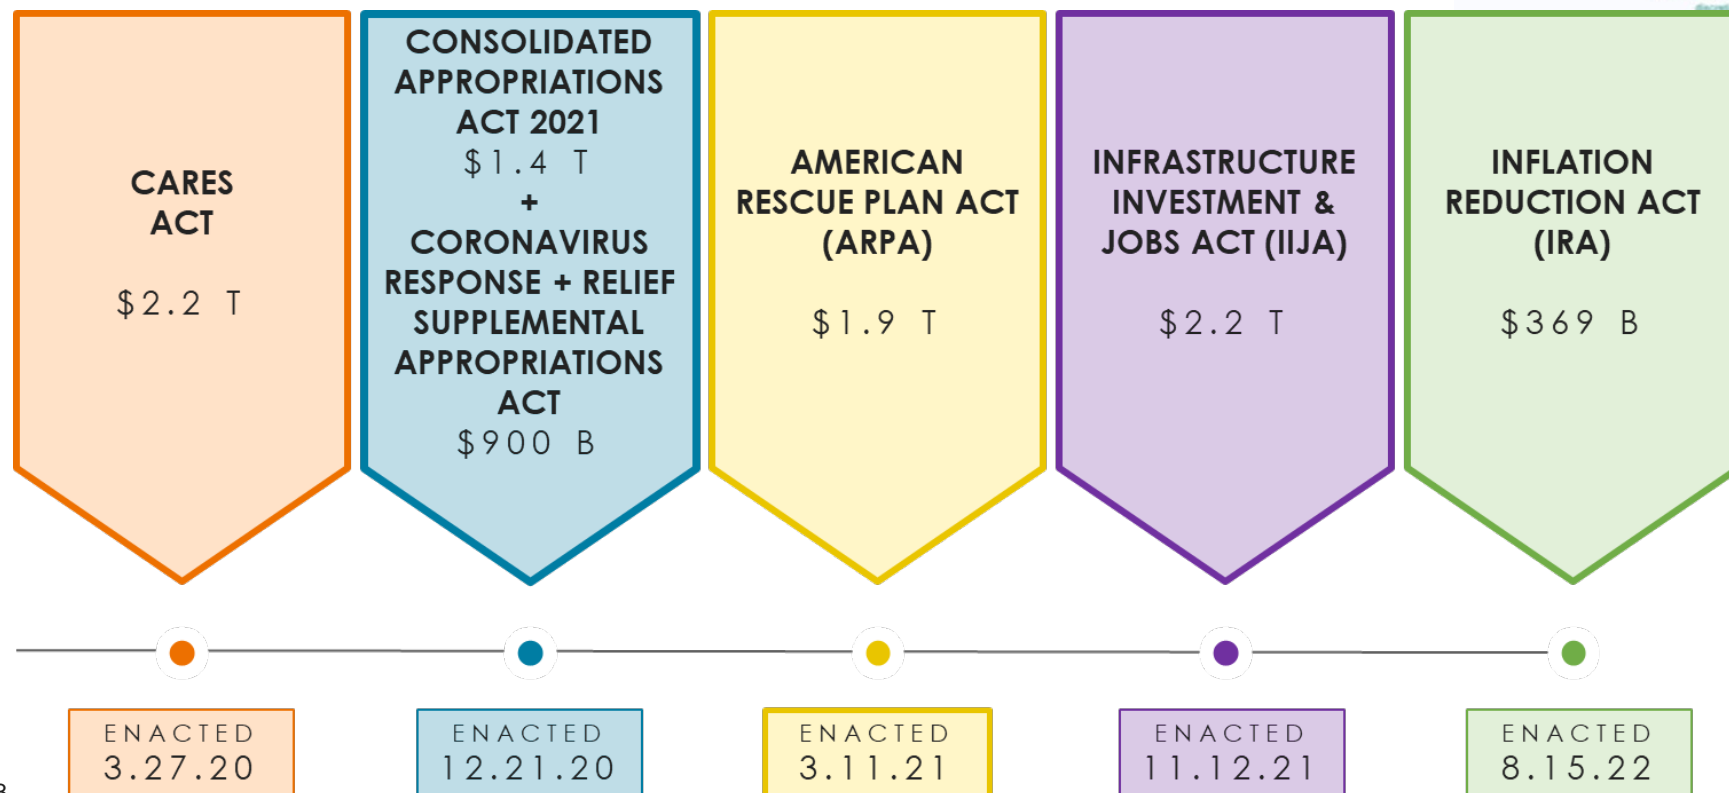 CARES
ACT
$2.2 T
CONSOLIDATED
APPROPRIATIONS
ACT 2021
$1.4 T
+
CORONAVIRUS
RESPONSE + RELIEF
SUPPLEMENTAL
APPROPRIATIONS
ACT
$900 B
AMERICAN
RESCUE PLAN ACT
(ARPA)
$1.9 T
INFRASTRUCTURE
INVESTMENT &
JOBS ACT (IIJA)
$2.2 T
INFLATION
REDUCTION ACT
(IRA)
$369 B
ENACTED
3.27.20
ENACTED
12.21.20
ENACTED
3.11.21
ENACTED
11.12.21
ENACTED
8.15.22